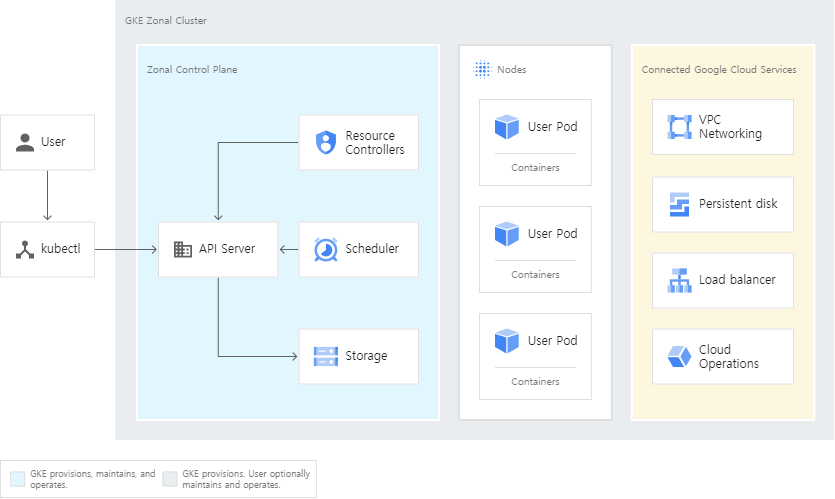 GKE Zonal Cluster
Zonal Control Plane
Nodes
Connected Google Cloud Services
User
kubectl
Resource
Controllers
API Server
Scheduler
Storage
User Pod
Containers
User Pod
Containers
User Pod
Containers
VPC
Networking
Persistent disk
Load balancer
Cloud
Operations
GKE provisions, maintains, and
operates.
GKE provisions. User optionally
maintains and operates.